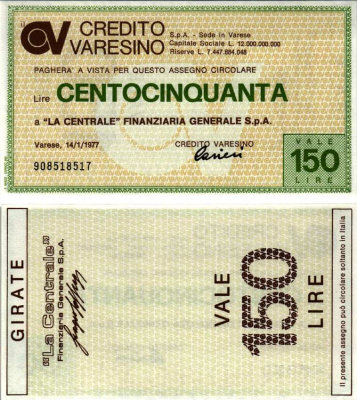 CREDITO
VARESINO
S.p.A. - Sede in Varese
Capitale Sociale L. 12.000.000.000
Riserve L. 7.447.884.048
PAGHERA' A VISTA PER QUESTO ASSEGNO CIRCOLARE
Lire CENTOCINQUANTA
a "LA CENTRALE" FINANZIARIA GENERALE S.p.A.
Varese, 14/1/1977
CREDITO VARESINO
908518517
VALE
150
LIRE
GIRATE
"La Centrale"
Finanziaria Generale S.p.A.
VALE
150
LIRE
Il presente assegno può circolare soltanto in Italia